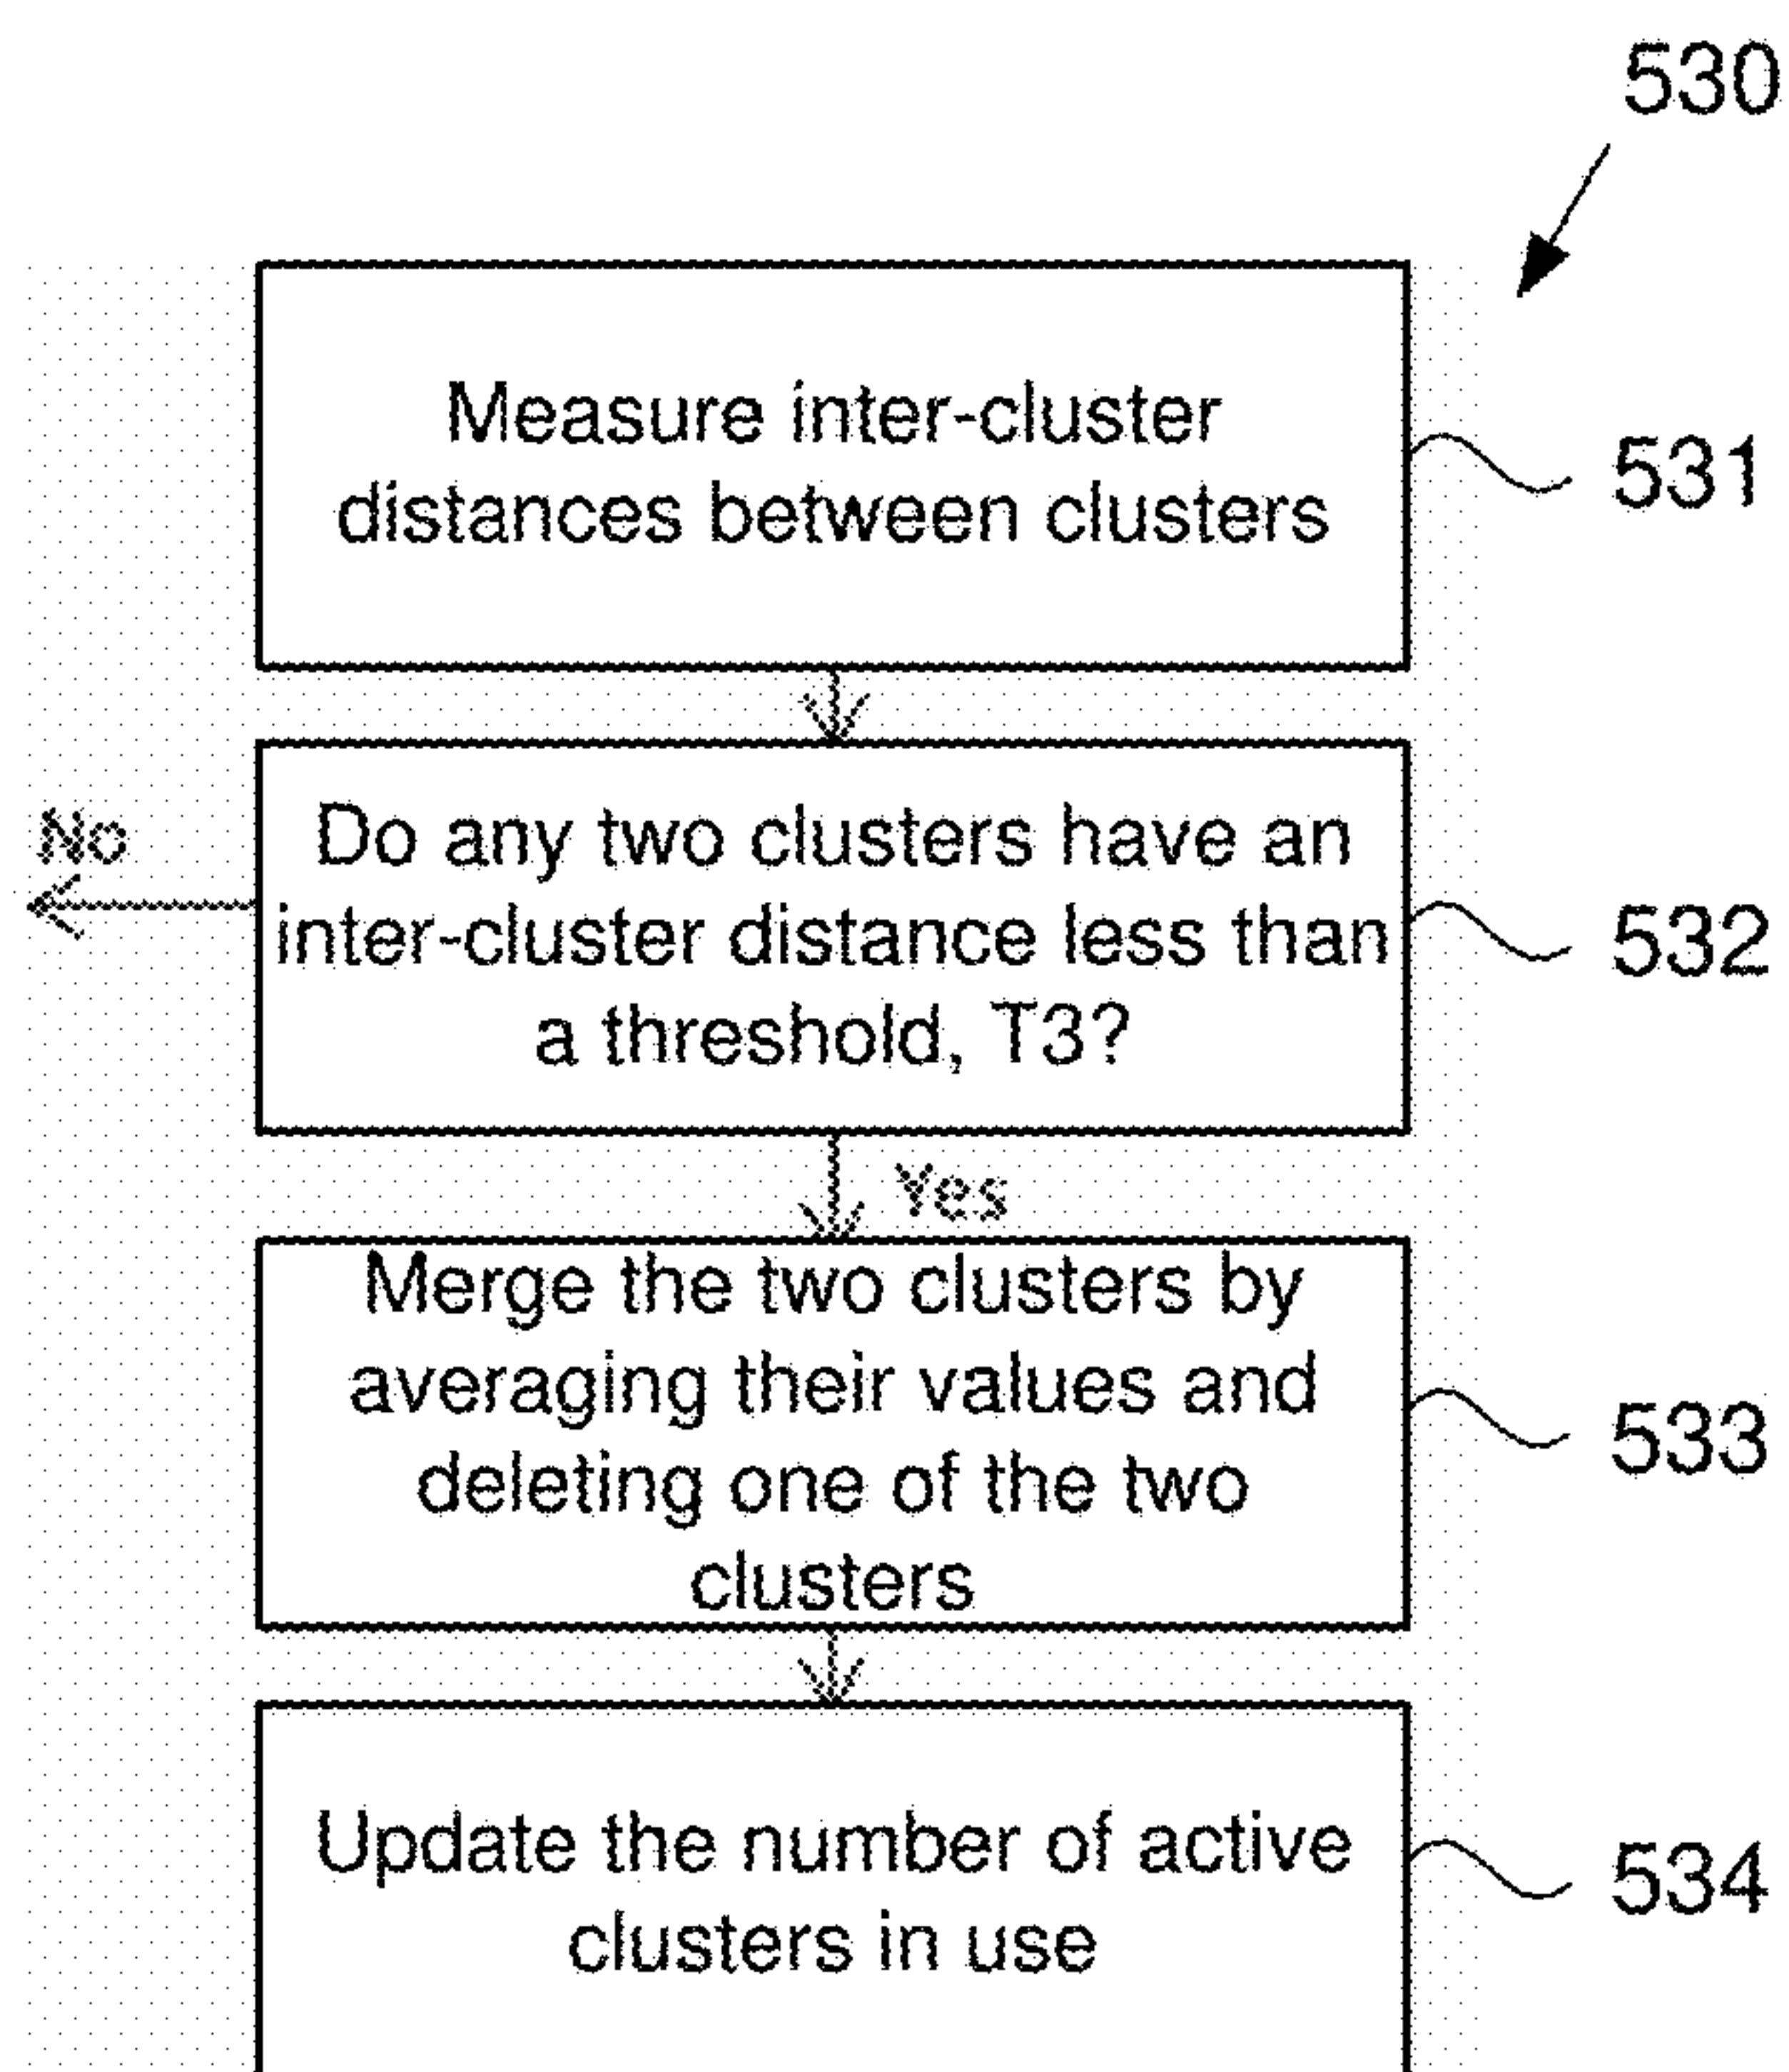 530
Measure inter-cluster
distances between clusters
531
Do any two clusters have an
inter-cluster distance less than
a threshold, T3?
532
No
Yes
Merge the two clusters by
averaging their values and
deleting one of the two
clusters
533
Update the number of active
clusters in use
534